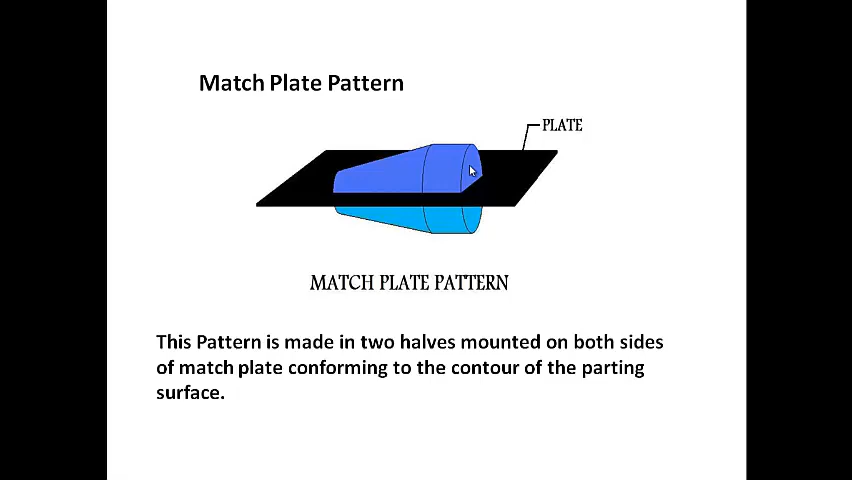 Match Plate Pattern
PLATE
MATCH PLATE PATTERN
This Pattern is made in two halves mounted on both sides
of match plate conforming to the contour of the parting
surface.